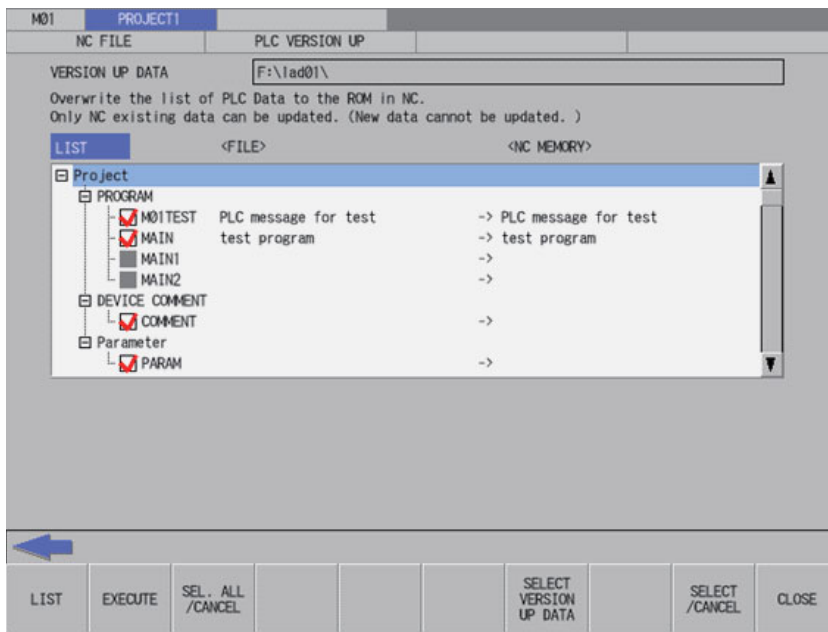 M01 PROJECT1
NC FILE PLC VERSION UP
VERSION UP DATA F:\lad01\
Overwrite the list of PLC Data to the ROM in NC.
Only NC existing data can be updated. (New data cannot be updated. )
LIST <FILE> <NC MEMORY>
Project
PROGRAM
M01TEST PLC message for test -> PLC message for test
MAIN test program -> test program
MAIN1 ->
MAIN2 ->
DEVICE COMMENT
COMMENT ->
Parameter
PARAM ->
LIST EXECUTE SEL. ALL /CANCEL SELECT VERSION UP DATA SELECT /CANCEL CLOSE